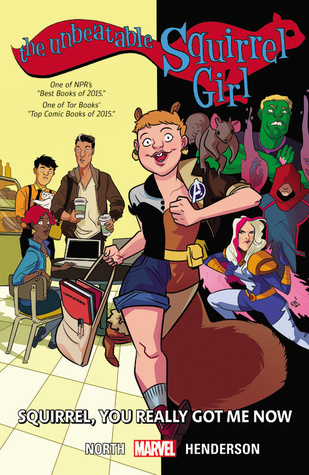 the unbeatable
Squirrel
Girl
One of NPR's
"Best Books of 2015."
One of Tor Books'
"Top Comic Books of 2015."
SQUIRREL, YOU REALLY GOT ME NOW
NORTH MARVEL HENDERSON